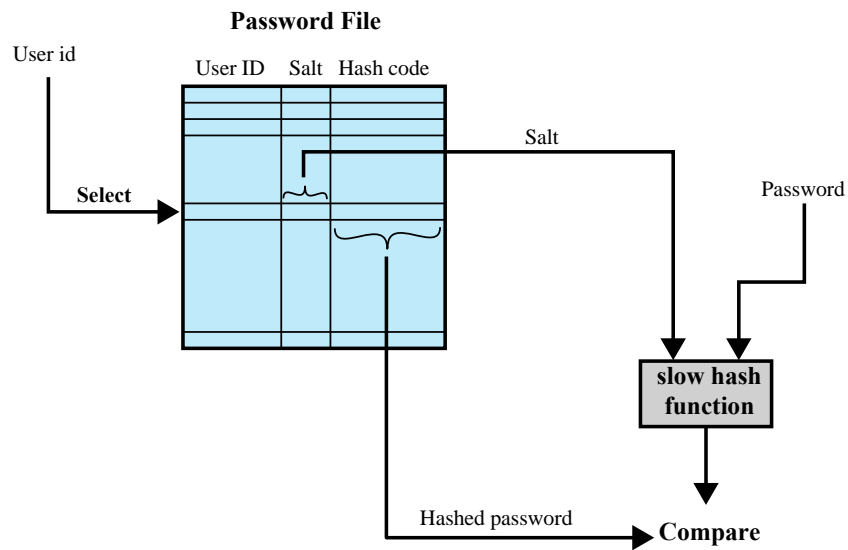 Password File
User id
User ID Salt Hash code
Salt
Select
Password
slow hash
function
Hashed password
Compare